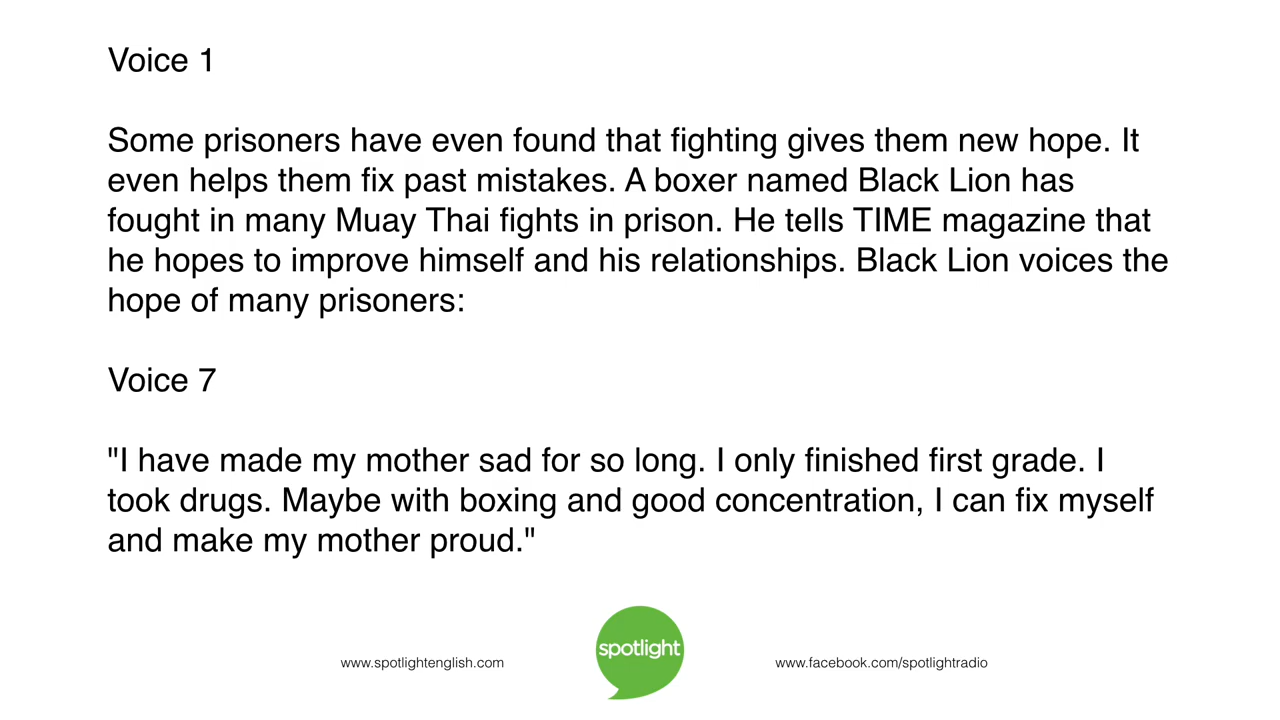 Voice 1
Some prisoners have even found that fighting gives them new hope. It
even helps them fix past mistakes. A boxer named Black Lion has
fought in many Muay Thai fights in prison. He tells TIME magazine that
he hopes to improve himself and his relationships. Black Lion voices the
hope of many prisoners:
Voice 7
"I have made my mother sad for so long. I only finished first grade. I
took drugs. Maybe with boxing and good concentration, I can fix myself
and make my mother proud."
www.spotlightenglish.com
spotlight
www.facebook.com/spotlightradio